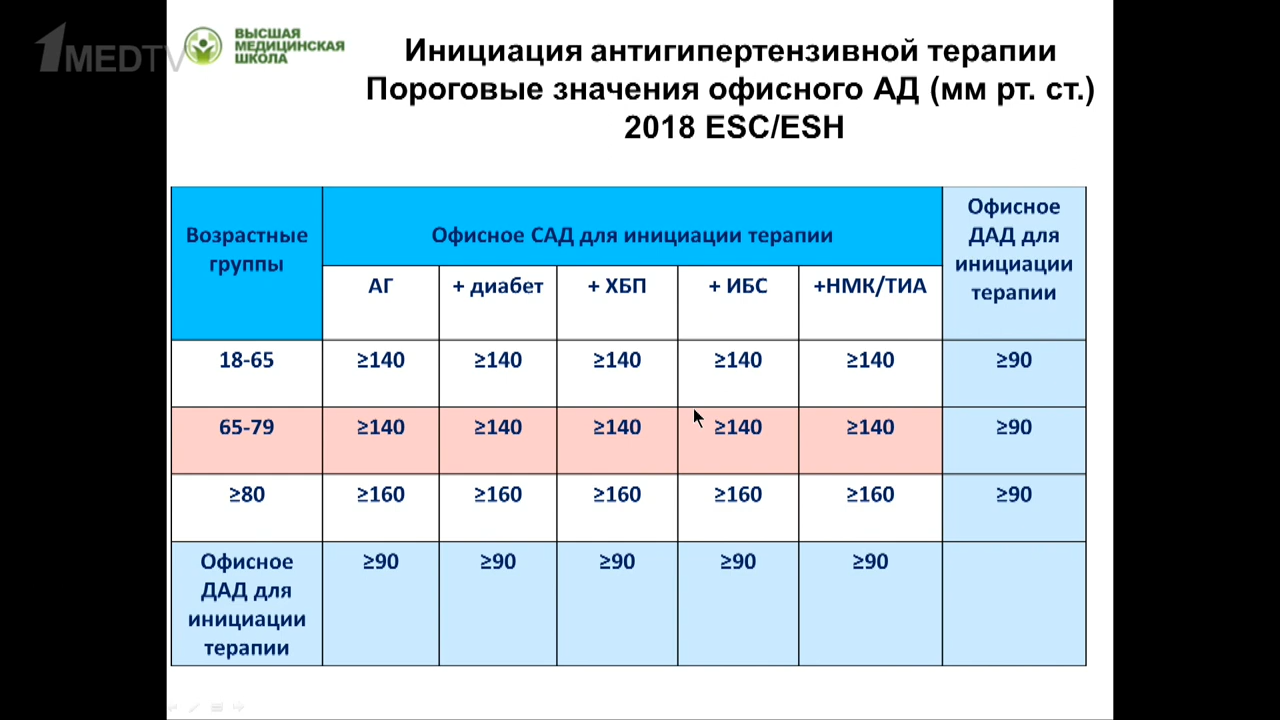 1MEDTV
ВЫСШАЯ
МЕДИЦИНСКАЯ
ШКОЛА
Инициация антигипертензивной терапии
Пороговые значения офисного АД (мм рт. ст.)
2018 ESC/ESH
Возрастные
группы
Офисное САД для инициации терапии
Офисное
ДАД для
инициации
терапии
АГ
+ диабет
+ ХБП
+ ИБС
+НМК/ТИА
18-65 ≥140 ≥140 ≥140 ≥140 ≥140 ≥90
65-79 ≥140 ≥140 ≥140 ≥140 ≥140 ≥90
≥80 ≥160 ≥160 ≥160 ≥160 ≥160 ≥90
Офисное
ДАД для
инициации
терапии
≥90 ≥90 ≥90 ≥90 ≥90